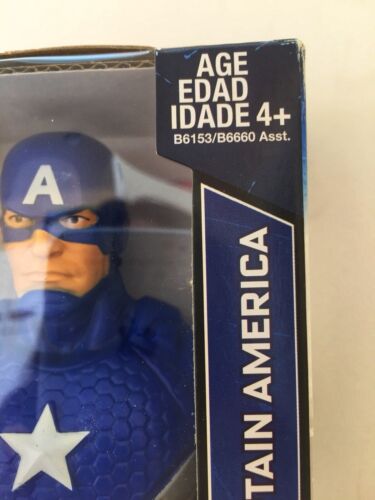 AGE
EDAD
IDADE 4+
B6153/B6660 Asst.
A
TAIN AMERICA